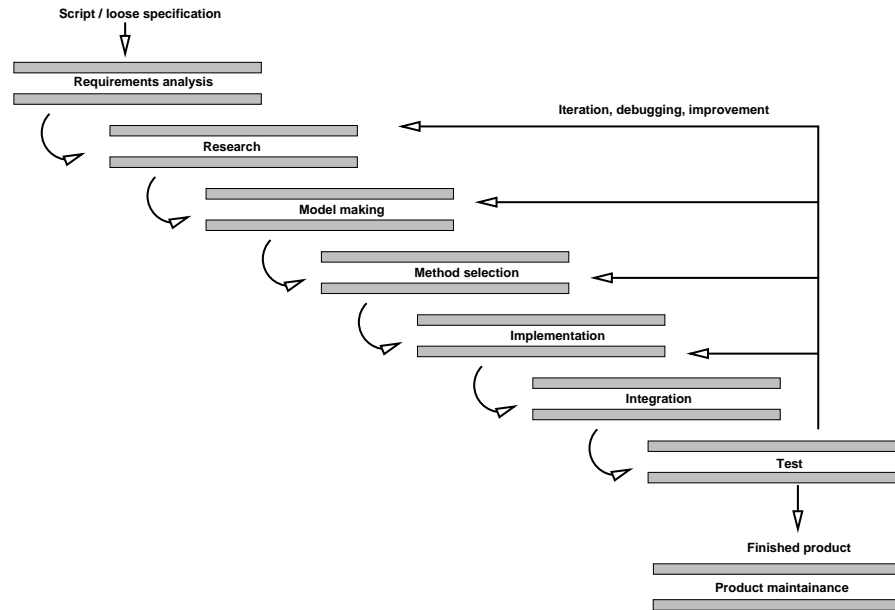 Script / loose specification
Requirements analysis
Iteration, debugging, improvement
Research
Model making
Method selection
Implementation
Integration
Test
Finished product
Product maintainance